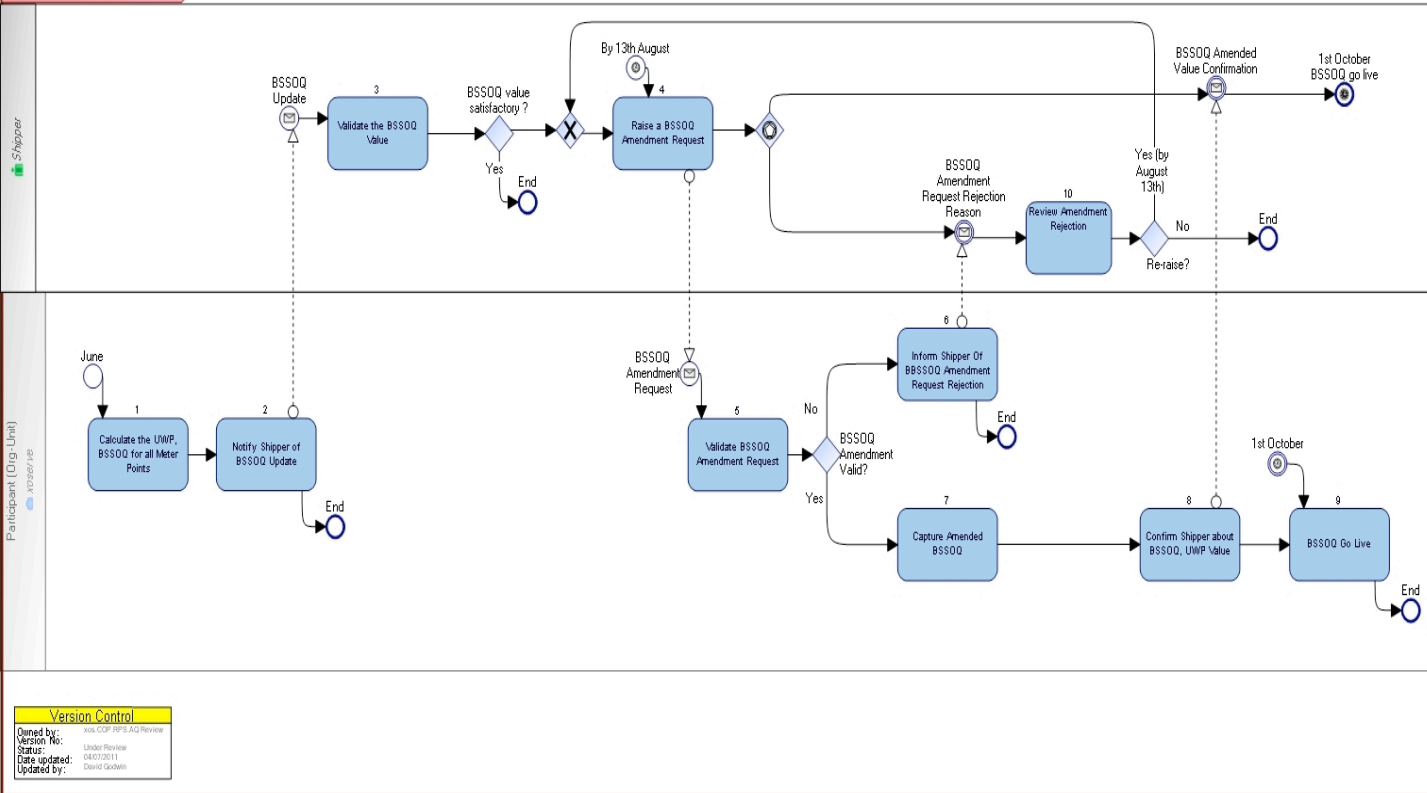 Shipper
By 13th August
BSSOQ
Update
3
Validate the BSSOQ
Value
BSSOQ value
satisfactory ?
Yes
End
4
Raise a BSSOQ
Amendment Request
BSSOQ
Amendment
Request Rejection
Reason
10
Review Amendment
Rejection
Yes (by
August
13th)
Re-raise?
No
End
BSSOQ Amended
Value Confirmation
1st October
BSSOQ go live
Participant (Org-Unit)
xoserve
June
1
Calculate the UWP,
BSSOQ for all Meter
Points
2
Notify Shipper of
BSSOQ Update
End
BSSOQ
Amendment
Request
5
Validate BSSOQ
Amendment Request
No
BSSOQ
Amendment
Valid?
Yes
6
Inform Shipper Of
BBSSOQ Amendment
Request Rejection
End
7
Capture Amended
BSSOQ
8
Confirm Shipper about
BSSOQ, UWP Value
1st October
9
BSSOQ Go Live
End
Version Control
Owned by: xos.COP.RPS.AQ Review
Version No:
Status: Under Review
Date updated: 04/07/2011
Updated by: David Godwin